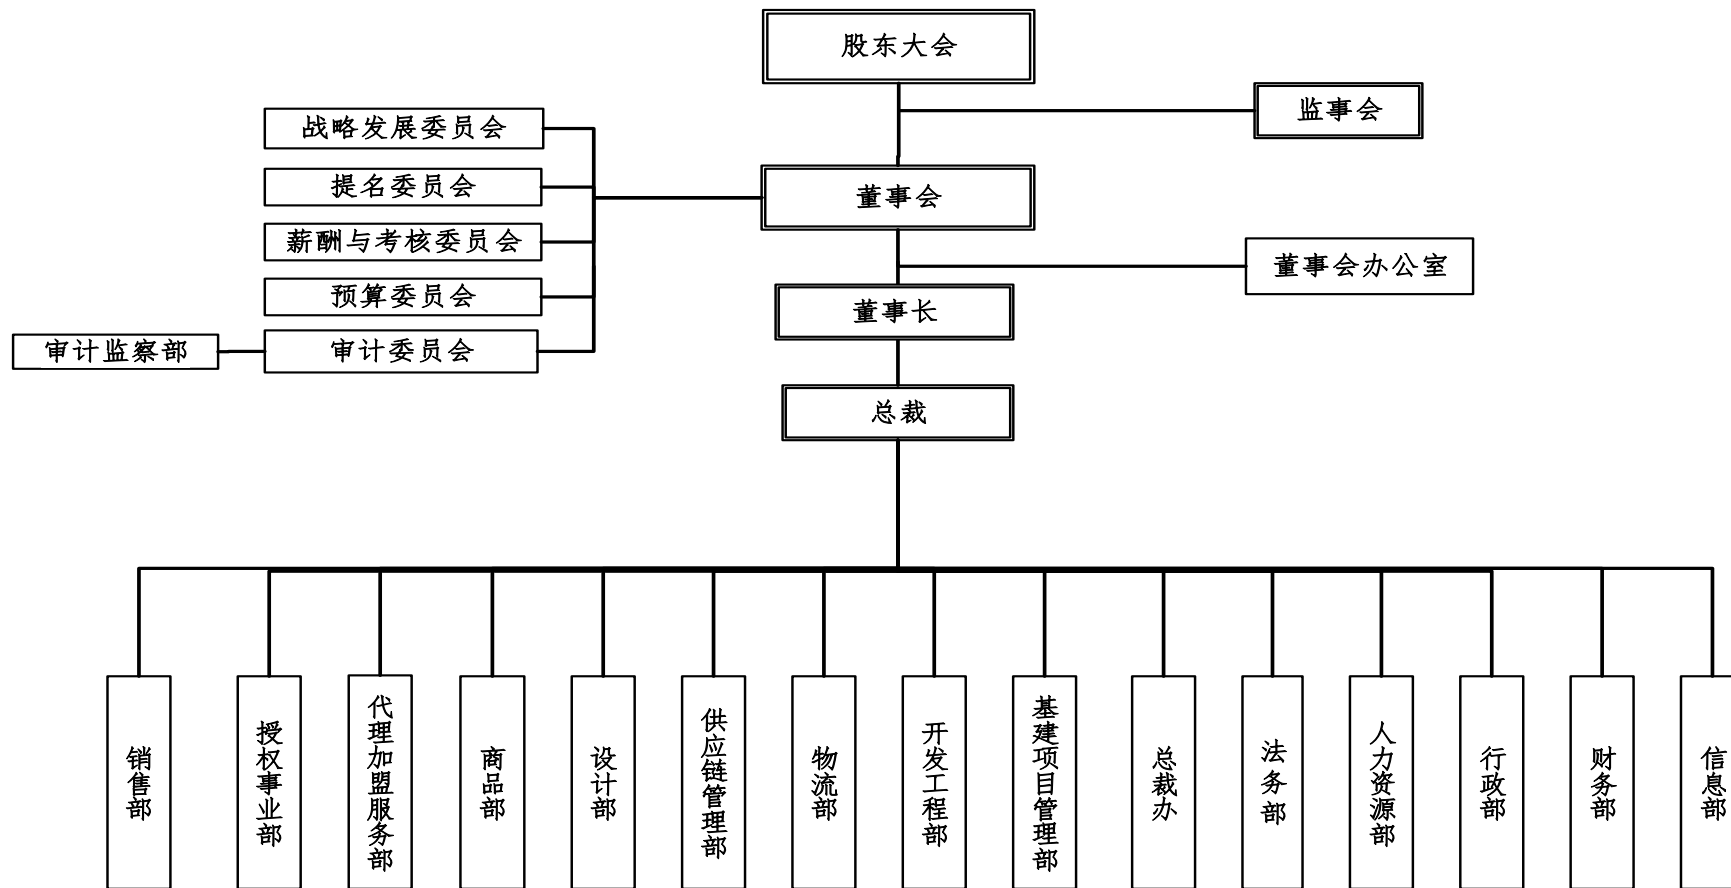 股东大会
监事会
战略发展委员会
提名委员会
董事会
薪酬与考核委员会
董事会办公室
预算委员会
董事长
审计监察部
审计委员会
总裁
销售部
授权事业部
代理加盟服务部
商品部
设计部
供应链管理部
物流部
开发工程部
基建项目管理部
总裁办
法务部
人力资源部
行政部
财务部
信息部